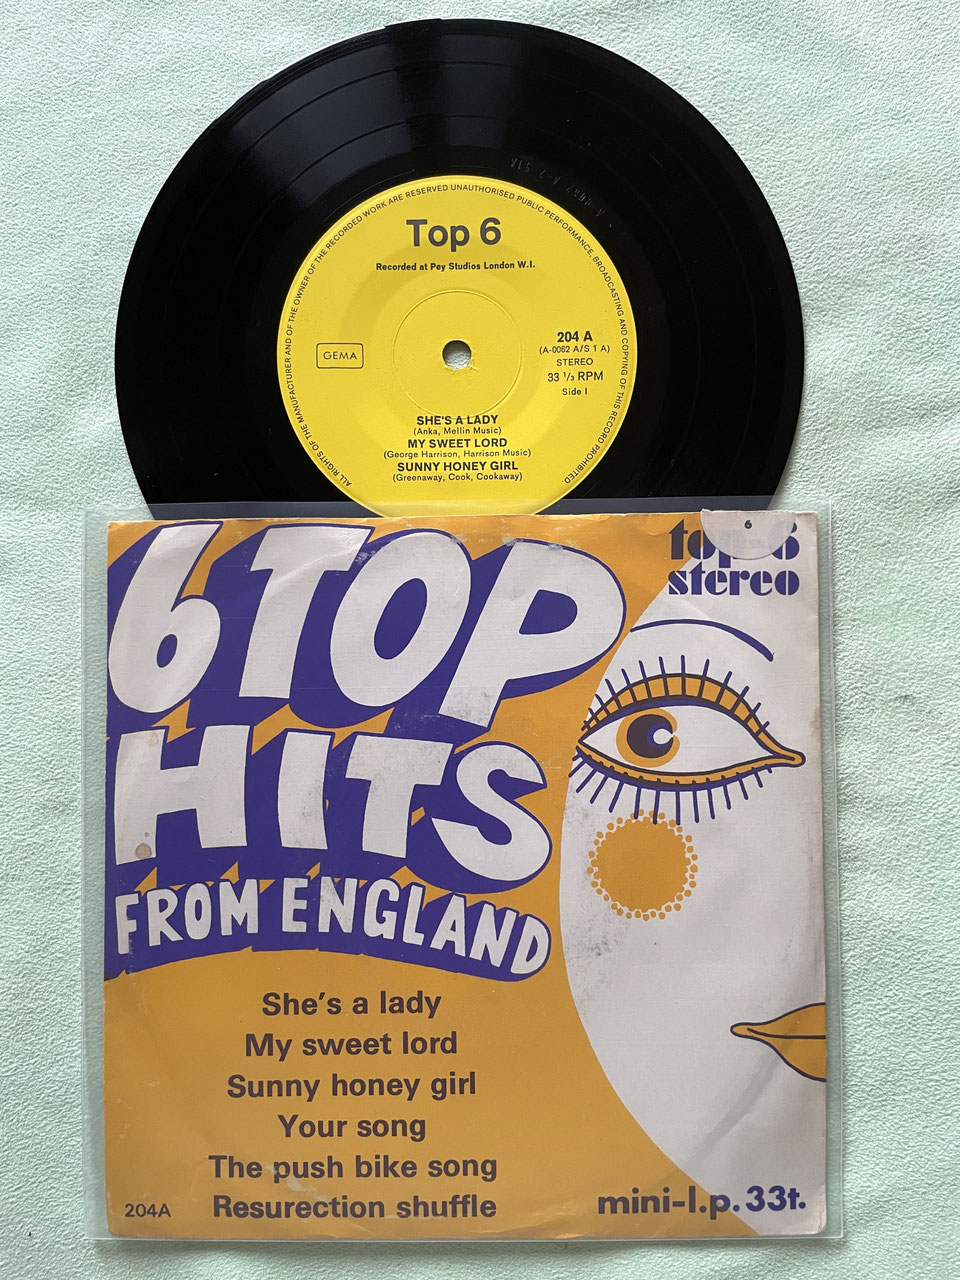 ALL RIGHTS OF THE MANUFACTURER AND OF THE OWNER OF THE RECORDED WORK ARE RESERVED UNAUTHORISED PUBLIC PERFORMANCE, BROADCASTING AND COPYING OF THIS RECORD PROHIBITED.
Top 6
Recorded at Pey Studios London W.I.
GEMA
204 A
(A-0062 A/S 1 A)
STEREO
33 1/3 RPM
Side I
SHE'S A LADY
(Anka, Mellin Music)
MY SWEET LORD
(George Harrison, Harrison Music)
SUNNY HONEY GIRL
(Greenaway, Cook, Cookaway)
6 TOP
HITS
FROM ENGLAND
6
top 6
stereo
She's a lady
My sweet lord
Sunny honey girl
Your song
The push bike song
Resurection shuffle
204A
mini-l.p. 33t.